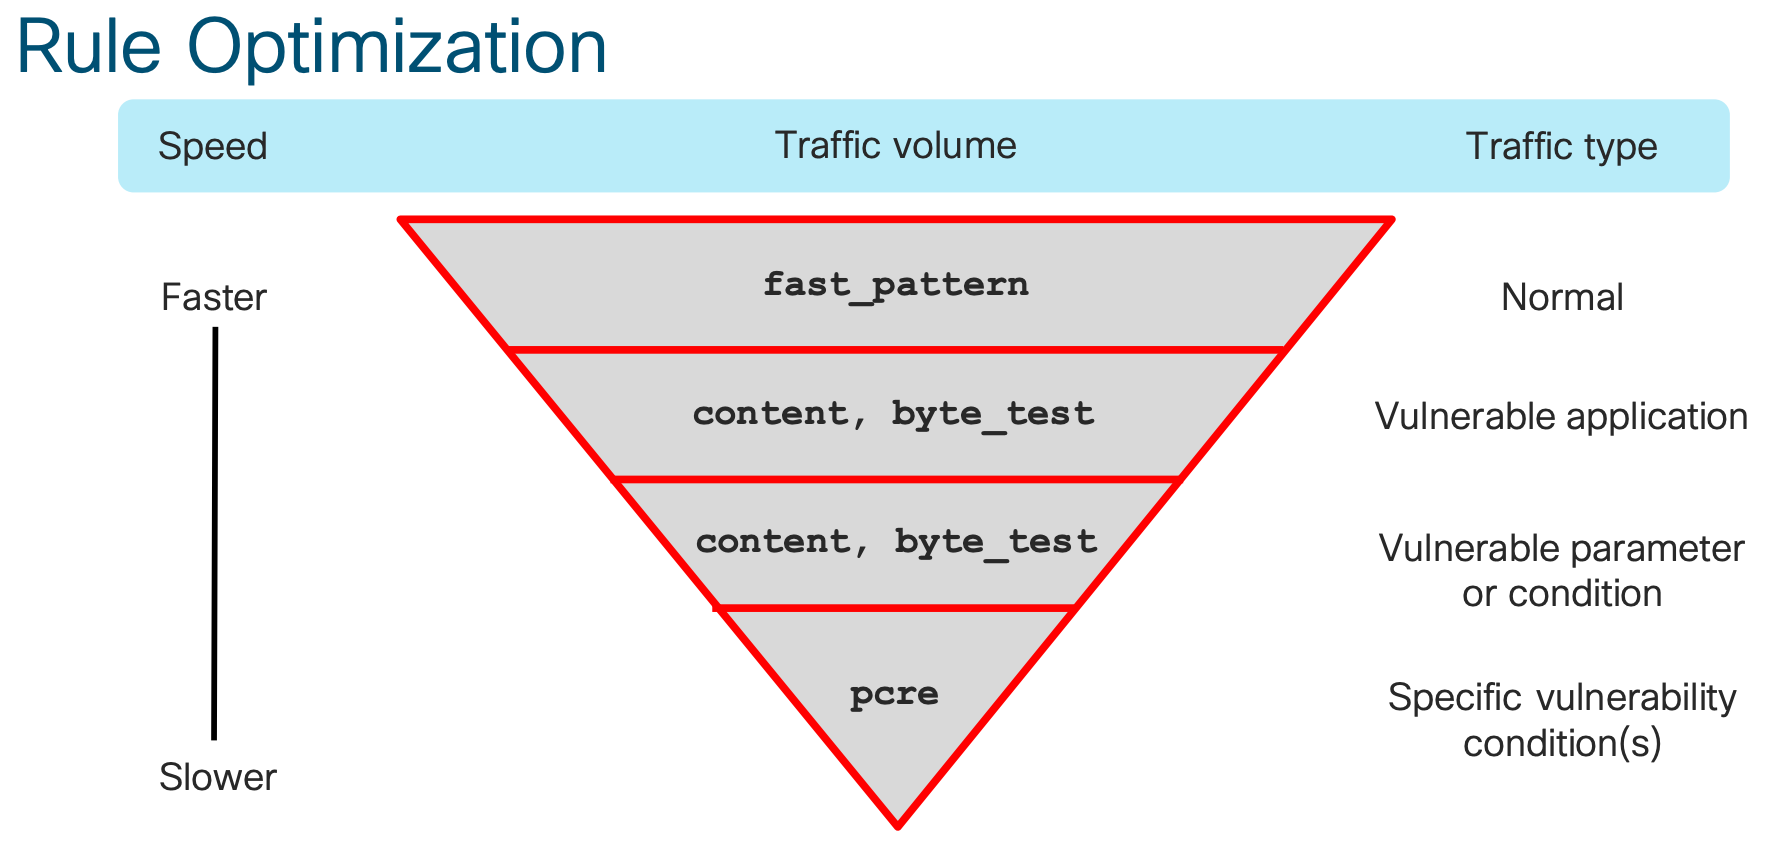 Rule Optimization
Speed
Traffic volume
Traffic type
Faster
fast_pattern
Normal
content, byte_test
Vulnerable application
content, byte_test
Vulnerable parameter
or condition
pcre
Specific vulnerability
condition(s)
Slower